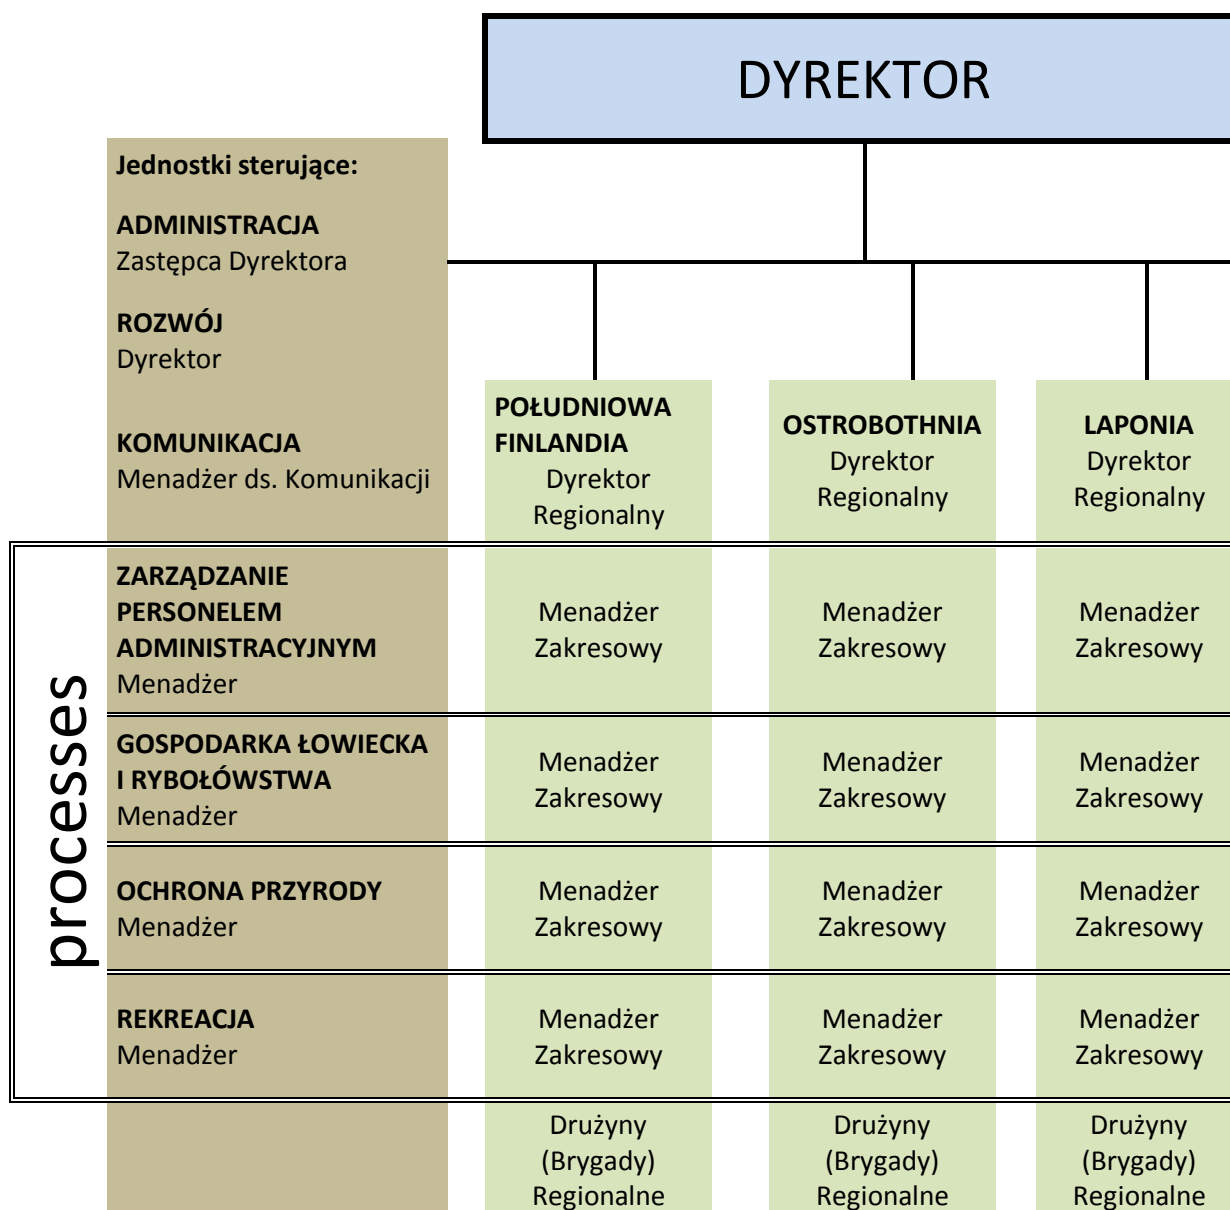 DYREKTOR
Jednostki sterujące:
ADMINISTRACJA
Zastępca Dyrektora
ROZWÓJ
Dyrektor
KOMUNIKACJA
Menadżer ds. Komunikacji
POŁUDNIOWA
FINLANDIA
Dyrektor
Regionalny
OSTROBOTHNIA
Dyrektor
Regionalny
LAPONIA
Dyrektor
Regionalny
processes
ZARZĄDZANIE
PERSONELEM
ADMINISTRACYJNYM
Menadżer
Menadżer
Zakresowy
Menadżer
Zakresowy
Menadżer
Zakresowy
GOSPODARKA ŁOWIECKA
I RYBOŁÓWSTWA
Menadżer
Menadżer
Zakresowy
Menadżer
Zakresowy
Menadżer
Zakresowy
OCHRONA PRZYRODY
Menadżer
Menadżer
Zakresowy
Menadżer
Zakresowy
Menadżer
Zakresowy
REKREACJA
Menadżer
Menadżer
Zakresowy
Menadżer
Zakresowy
Menadżer
Zakresowy
Drużyny
(Brygady)
Regionalne
Drużyny
(Brygady)
Regionalne
Drużyny
(Brygady)
Regionalne